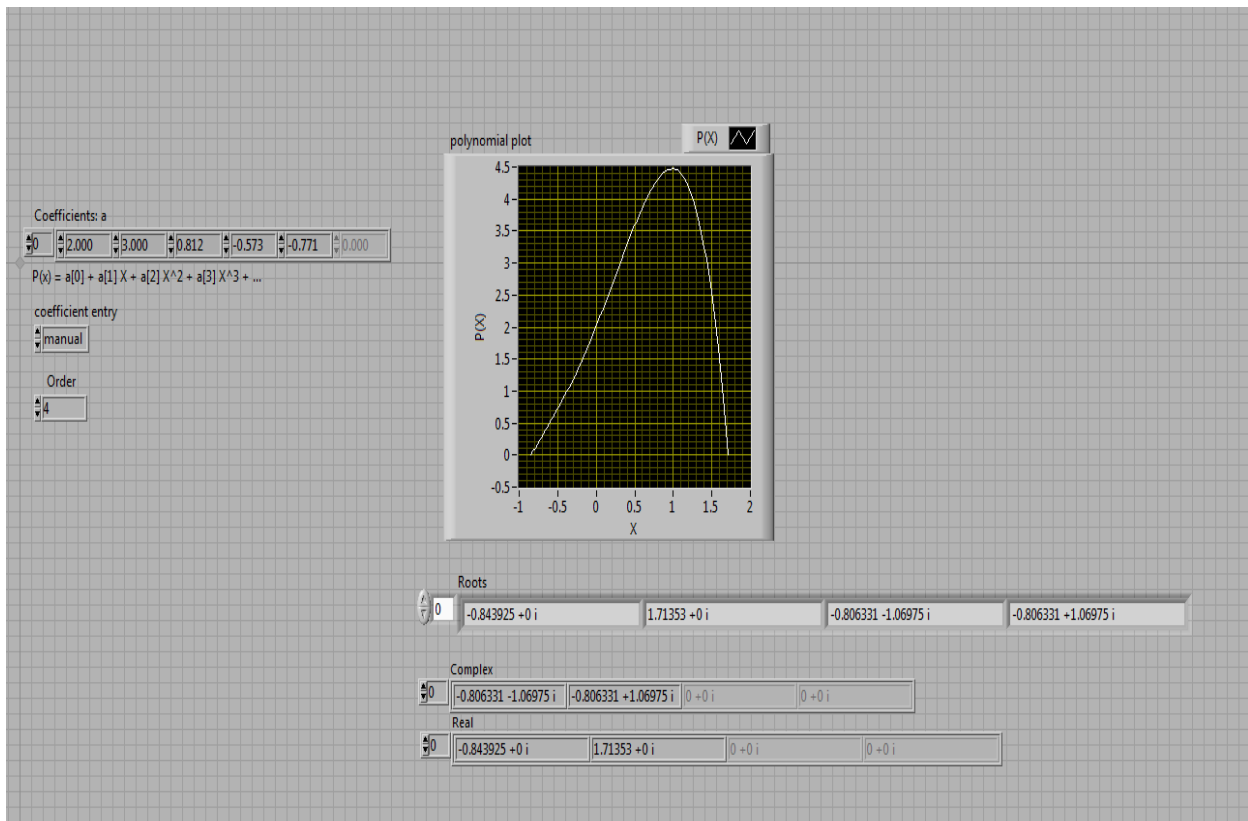 polynomial plot
P(X)
4.5
4
3.5
3
2.5
2
1.5
1
0.5
0
-0.5
P(X)
-1 -0.5 0 0.5 1 1.5 2
X
Coefficients: a
0 2.000 3.000 0.812 -0.573 -0.771 0.000
P(x) = a[0] + a[1] X + a[2] X^2 + a[3] X^3 + ...
coefficient entry
manual
Order
4
Roots
0 -0.843925 +0 i 1.71353 +0 i -0.806331 -1.06975 i -0.806331 +1.06975 i
Complex
0 -0.806331 -1.06975 i -0.806331 +1.06975 i 0 +0 i 0 +0 i
Real
0 -0.843925 +0 i 1.71353 +0 i 0 +0 i 0 +0 i